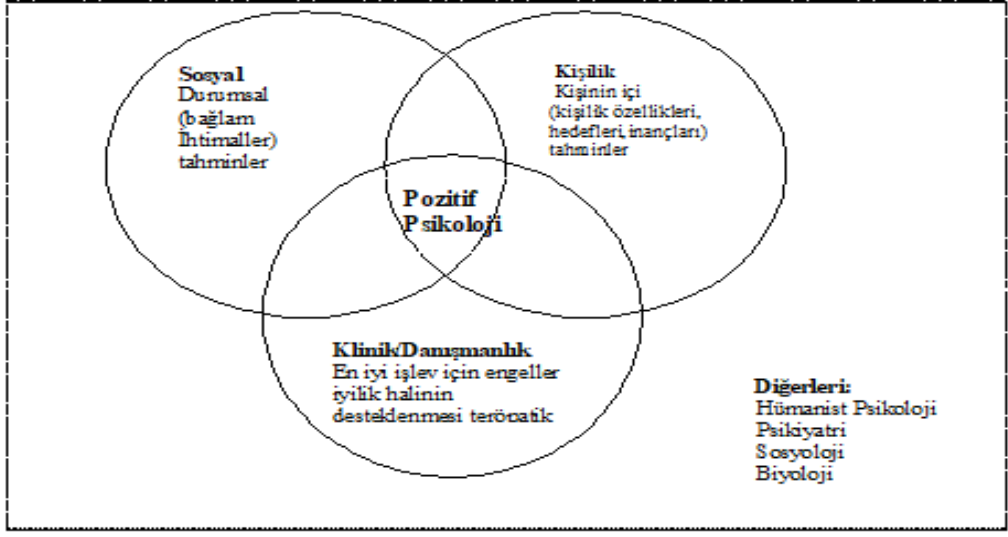 Sosyal
Durumsal
(bağlam
İhtimaller)
tahminler
Kişilik
Kişinin içi
(kişilik özellikleri,
hedefleri, inançları)
tahminler
Pozitif
Psikoloji
Klinik/Danışmanlık
En iyi işlev için engeller
iyilik halinin
desteklenmesi teröpatik
Diğerleri:
Hümanist Psikoloji
Psikiyatri
Sosyoloji
Biyoloji